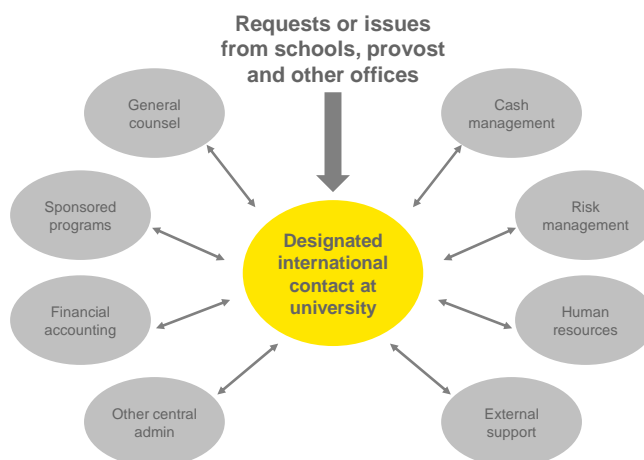 Requests or issues
from schools, provost
and other offices
General
counsel
Cash
management
Sponsored
programs
Designated
international
contact at
university
Risk
management
Financial
accounting
Human
resources
Other central
admin
External
support